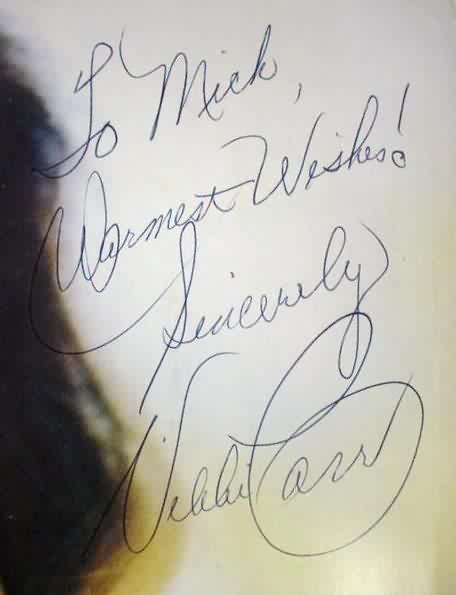 To Mick,
Warmest Wishes!
Sincerely
Vikki Carr